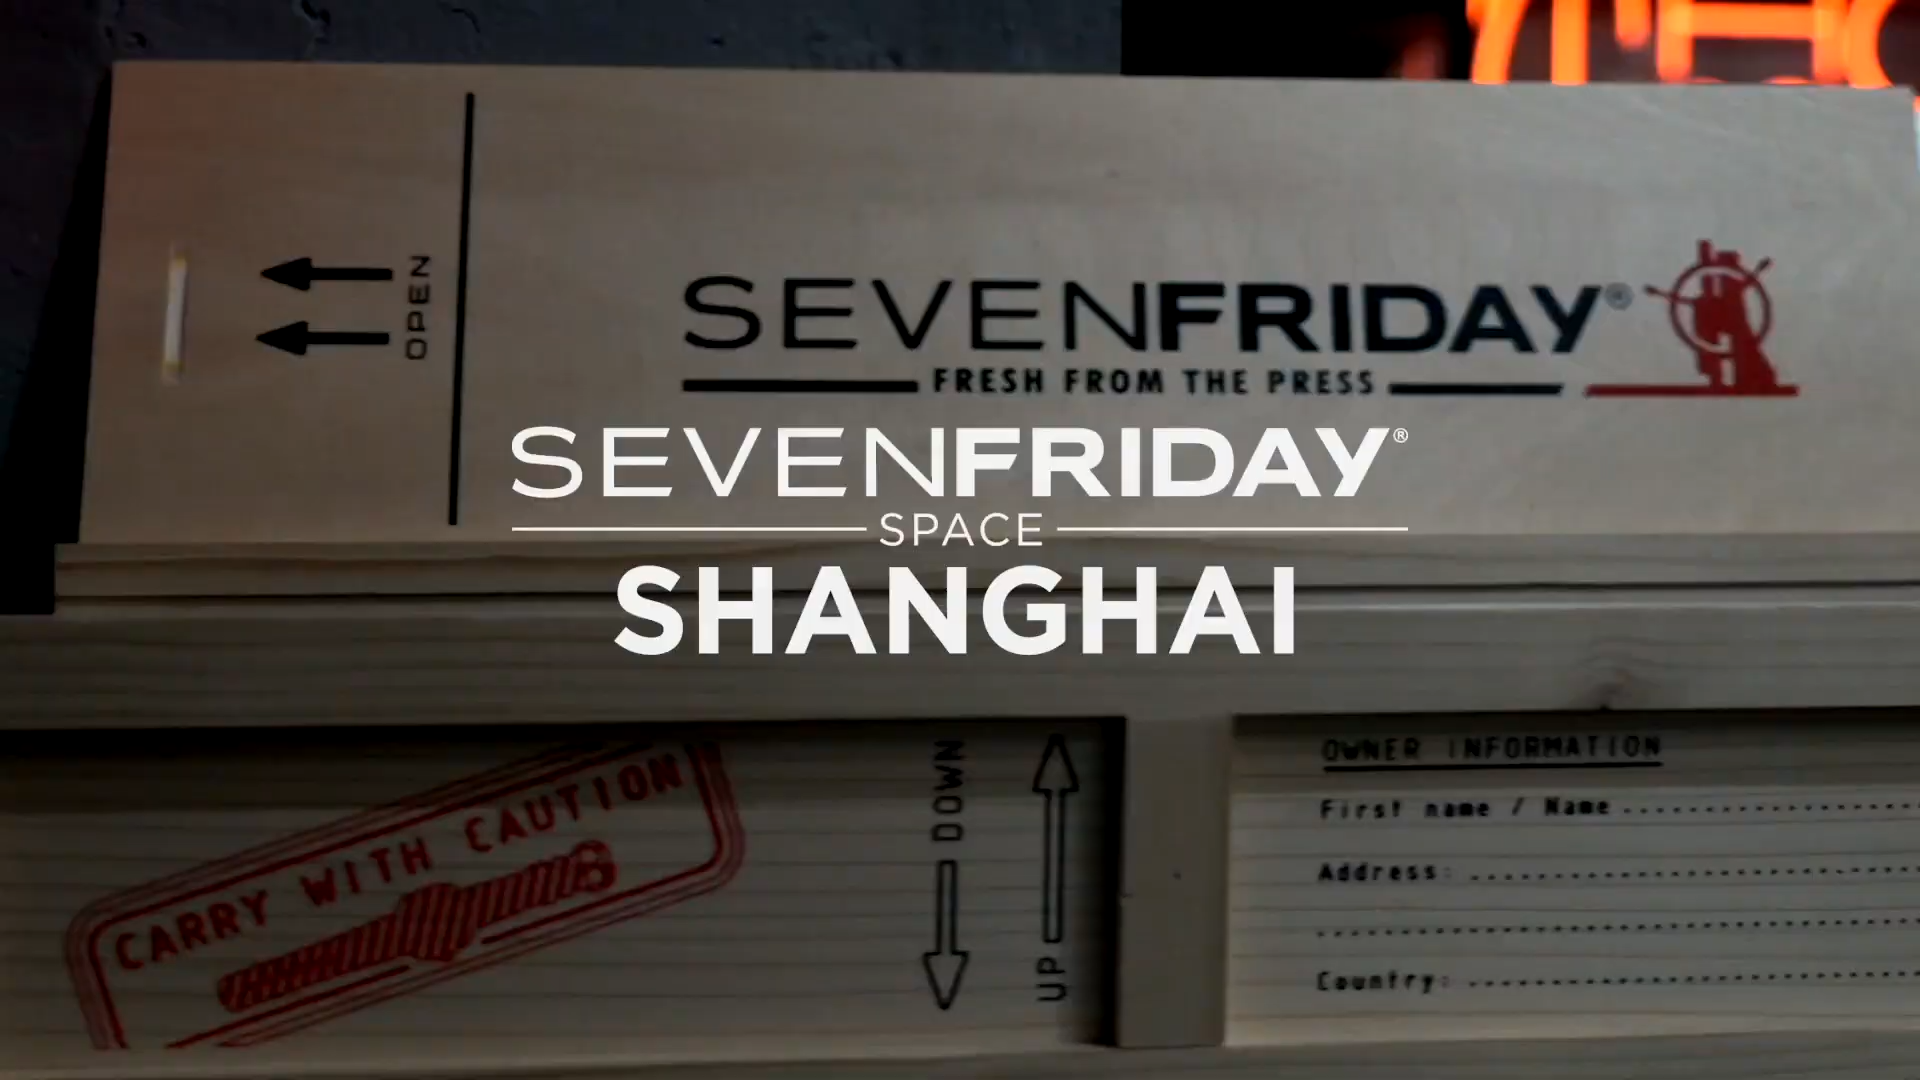 OPEN
SEVENFRIDAY®
FRESH FROM THE PRESS
SEVENFRIDAY®
SPACE
SHANGHAI
CARRY WITH CAUTION
DOWN
UP
OWNER INFORMATION
First name / Name
Address:
Country: